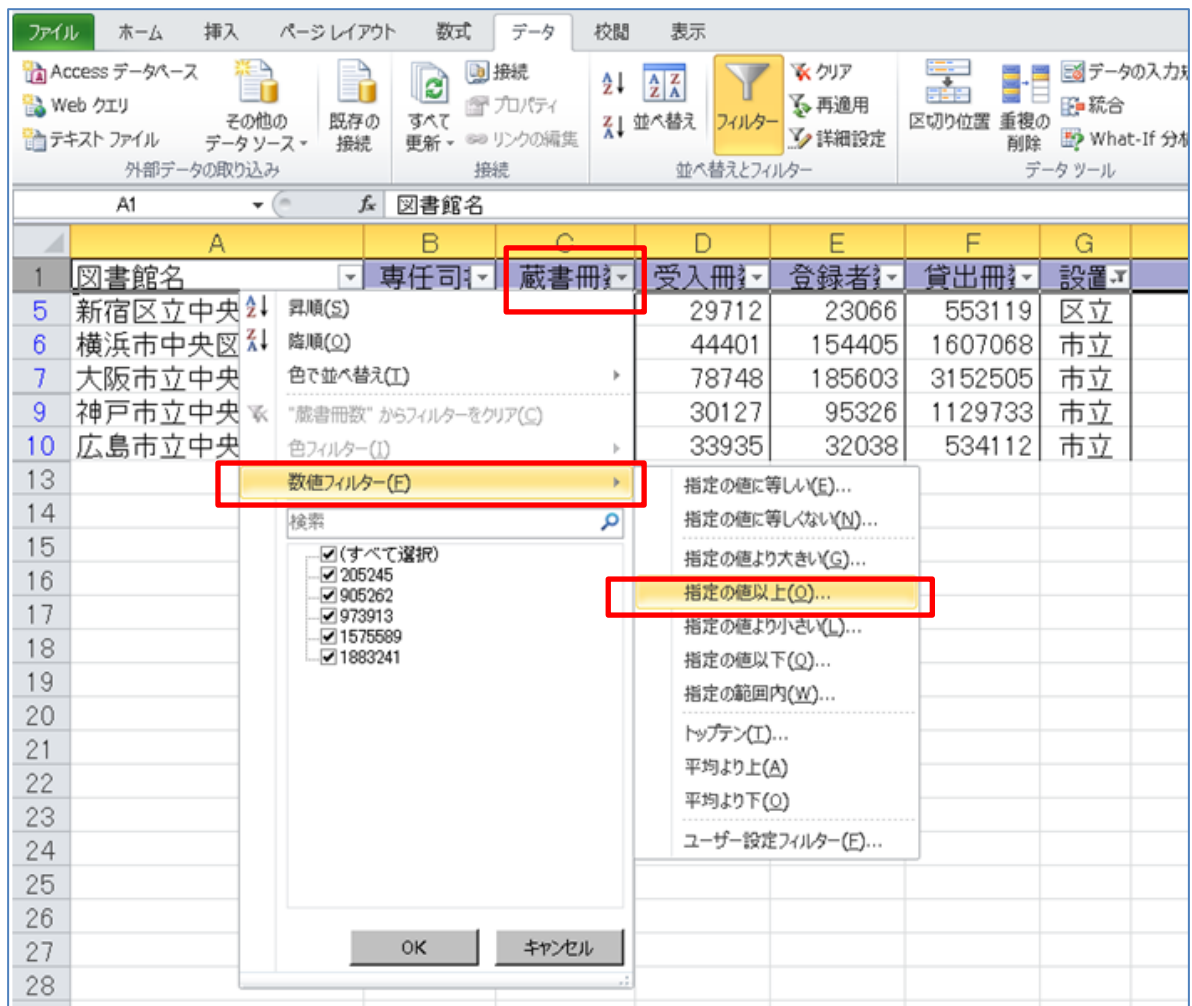 ファイル ホーム 挿入 ページ レイアウト 数式 データ 校閲 表示
Access データベース
Web クエリ
テキスト ファイル
その他の
データ ソース
既存の
接続
外部データの取り込み
すべて
更新
接続
プロパティ
リンクの編集
接続
並べ替え
フィルター
クリア
再適用
詳細設定
並べ替えとフィルター
区切り位置
重複の
削除
データの入力
統合
What-If 分
データ ツール
A1 fx 図書館名
A B C D E F G
1 図書館名 専任司 蔵書冊 受入冊 登録者 貸出冊 設置
5 新宿区立中央 29712 23066 553119 区立
6 横浜市中央図 44401 154405 1607068 市立
7 大阪市立中央 78748 185603 3152505 市立
9 神戸市立中央 30127 95326 1129733 市立
10 広島市立中央 33935 32038 534112 市立
13
14
15
16
17
18
19
20
21
22
23
24
25
26
27
28
昇順(S)
降順(O)
色で並べ替え(T)
"蔵書冊数" からフィルターをクリア(C)
色フィルター(I)
数値フィルター(F)
検索
(すべて選択)
205245
905262
973913
1575589
1883241
OK キャンセル
指定の値に等しい(E)...
指定の値に等しくない(N)...
指定の値より大きい(G)...
指定の値以上(O)...
指定の値より小さい(L)...
指定の値以下(Q)...
指定の範囲内(W)...
トップテン(T)...
平均より上(A)
平均より下(O)
ユーザー設定フィルター(F)...